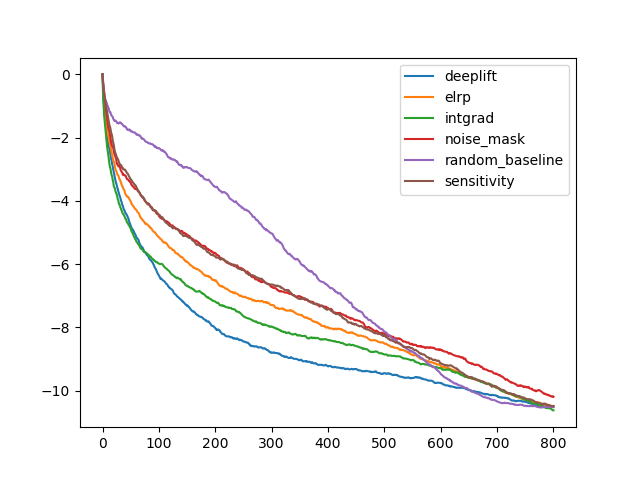 deeplift
elrp
intgrad
noise_mask
random_baseline
sensitivity
0
−2
−4
−6
−8
−10
0 100 200 300 400 500 600 700 800